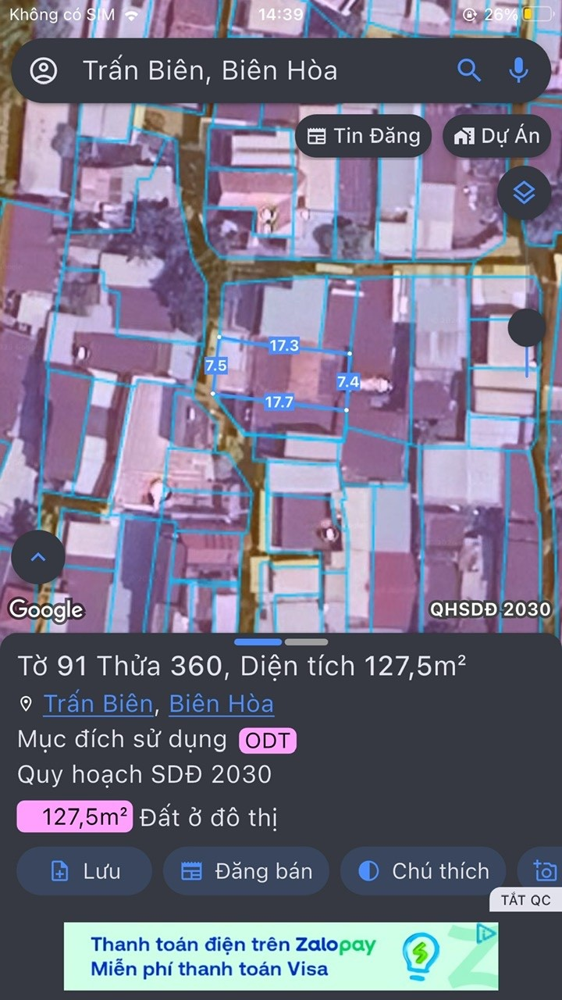 Không có SIM 14:39 26%
Trấn Biên, Biên Hòa
Tin Đăng Dự Án
17.3
7.5
7.4
17.7
Google QHSDĐ 2030
Tờ 91 Thửa 360, Diện tích 127,5m²
Trấn Biên, Biên Hòa
Mục đích sử dụng ODT
Quy hoạch SDĐ 2030
127,5m² Đất ở đô thị
Lưu Đăng bán Chú thích
TẮT QC
Thanh toán điện trên Zalopay
Miễn phí thanh toán Visa